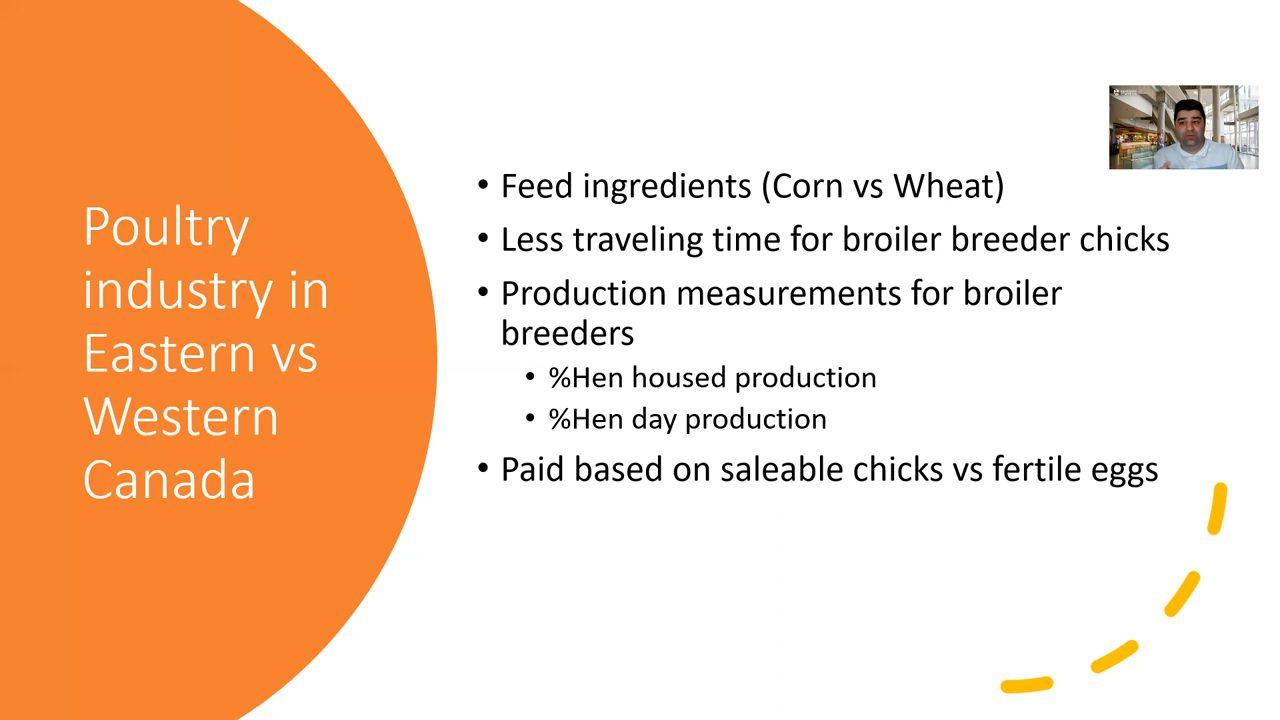 Poultry
industry in
Eastern vs
Western
Canada
• Feed ingredients (Corn vs Wheat)
• Less traveling time for broiler breeder chicks
• Production measurements for broiler
breeders
• %Hen housed production
• %Hen day production
• Paid based on saleable chicks vs fertile eggs